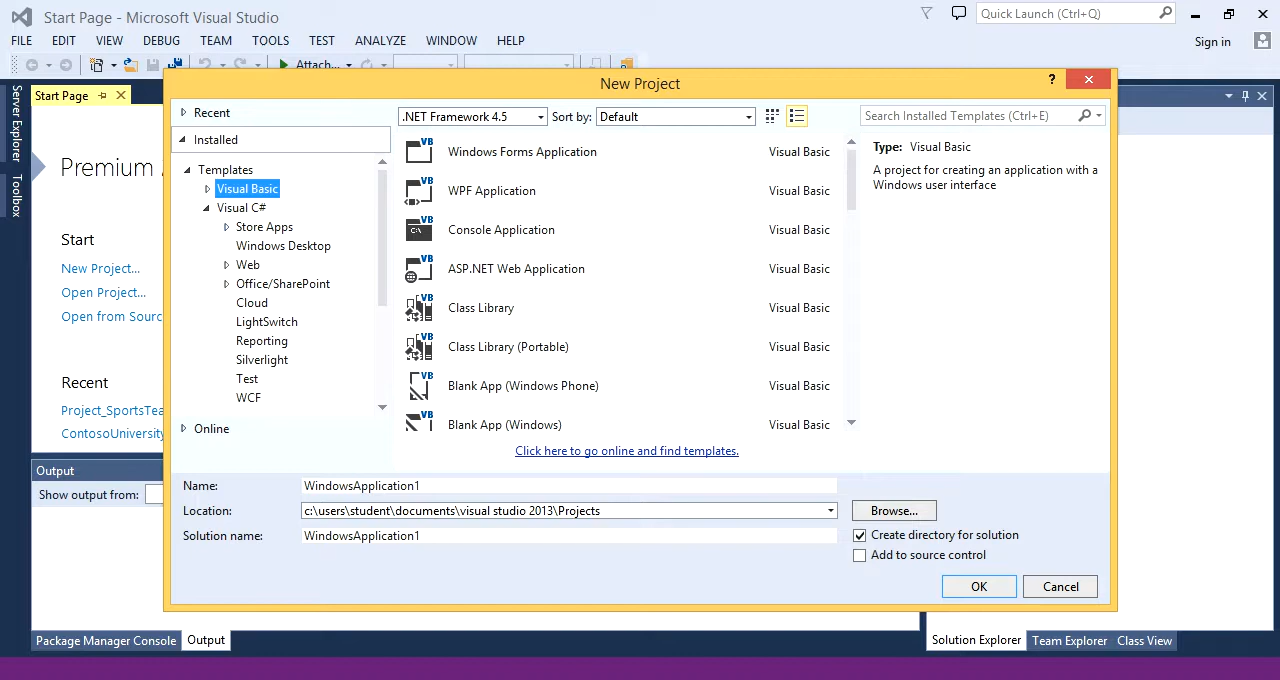 Start Page - Microsoft Visual Studio
Quick Launch (Ctrl+Q)
FILE EDIT VIEW DEBUG TEAM TOOLS TEST ANALYZE WINDOW HELP
Sign in
Attach...
New Project
?
Server Explorer
Toolbox
Start Page
Premium
Start
New Project...
Open Project...
Open from Sourc
Recent
Project_SportsTea
ContosoUniversity
Output
Show output from:
Recent
Installed
Templates
Visual Basic
Visual C#
Store Apps
Windows Desktop
Web
Office/SharePoint
Cloud
LightSwitch
Reporting
Silverlight
Test
WCF
Online
.NET Framework 4.5
Sort by: Default
Search Installed Templates (Ctrl+E)
VB Windows Forms Application Visual Basic
VB WPF Application Visual Basic
VB C:\ Console Application Visual Basic
VB ASP.NET Web Application Visual Basic
VB Class Library Visual Basic
VB Class Library (Portable) Visual Basic
VB Blank App (Windows Phone) Visual Basic
VB Blank App (Windows) Visual Basic
Click here to go online and find templates.
Type: Visual Basic
A project for creating an application with a
Windows user interface
Name: WindowsApplication1
Location: c:\users\student\documents\visual studio 2013\Projects
Browse...
Solution name: WindowsApplication1
Create directory for solution
Add to source control
OK Cancel
Package Manager Console Output
Solution Explorer Team Explorer Class View